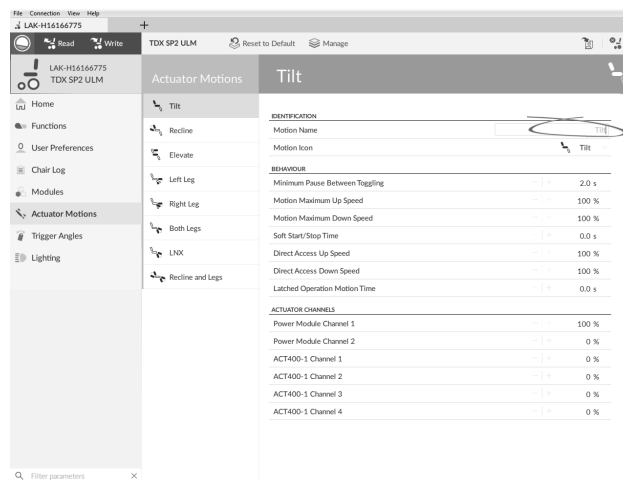 File Connection View Help
LAK-H16166775 +
Read Write TDX SP2 ULM Reset to Default Manage
LAK-H16166775
TDX SP2 ULM
Home
Functions
User Preferences
Chair Log
Modules
Actuator Motions
Trigger Angles
Lighting
Filter parameters ×
Actuator Motions
Tilt
Recline
Elevate
Left Leg
Right Leg
Both Legs
LNX
Recline and Legs
Tilt
IDENTIFICATION
Motion Name Tilt
Motion Icon Tilt
BEHAVIOUR
Minimum Pause Between Toggling - + 2.0 s
Motion Maximum Up Speed - + 100 %
Motion Maximum Down Speed - + 100 %
Soft Start/Stop Time - + 0.0 s
Direct Access Up Speed - + 100 %
Direct Access Down Speed - + 100 %
Latched Operation Motion Time - + 0.0 s
ACTUATOR CHANNELS
Power Module Channel 1 - + 100 %
Power Module Channel 2 - + 0 %
ACT400-1 Channel 1 - + 0 %
ACT400-1 Channel 2 - + 0 %
ACT400-1 Channel 3 - + 0 %
ACT400-1 Channel 4 - + 0 %